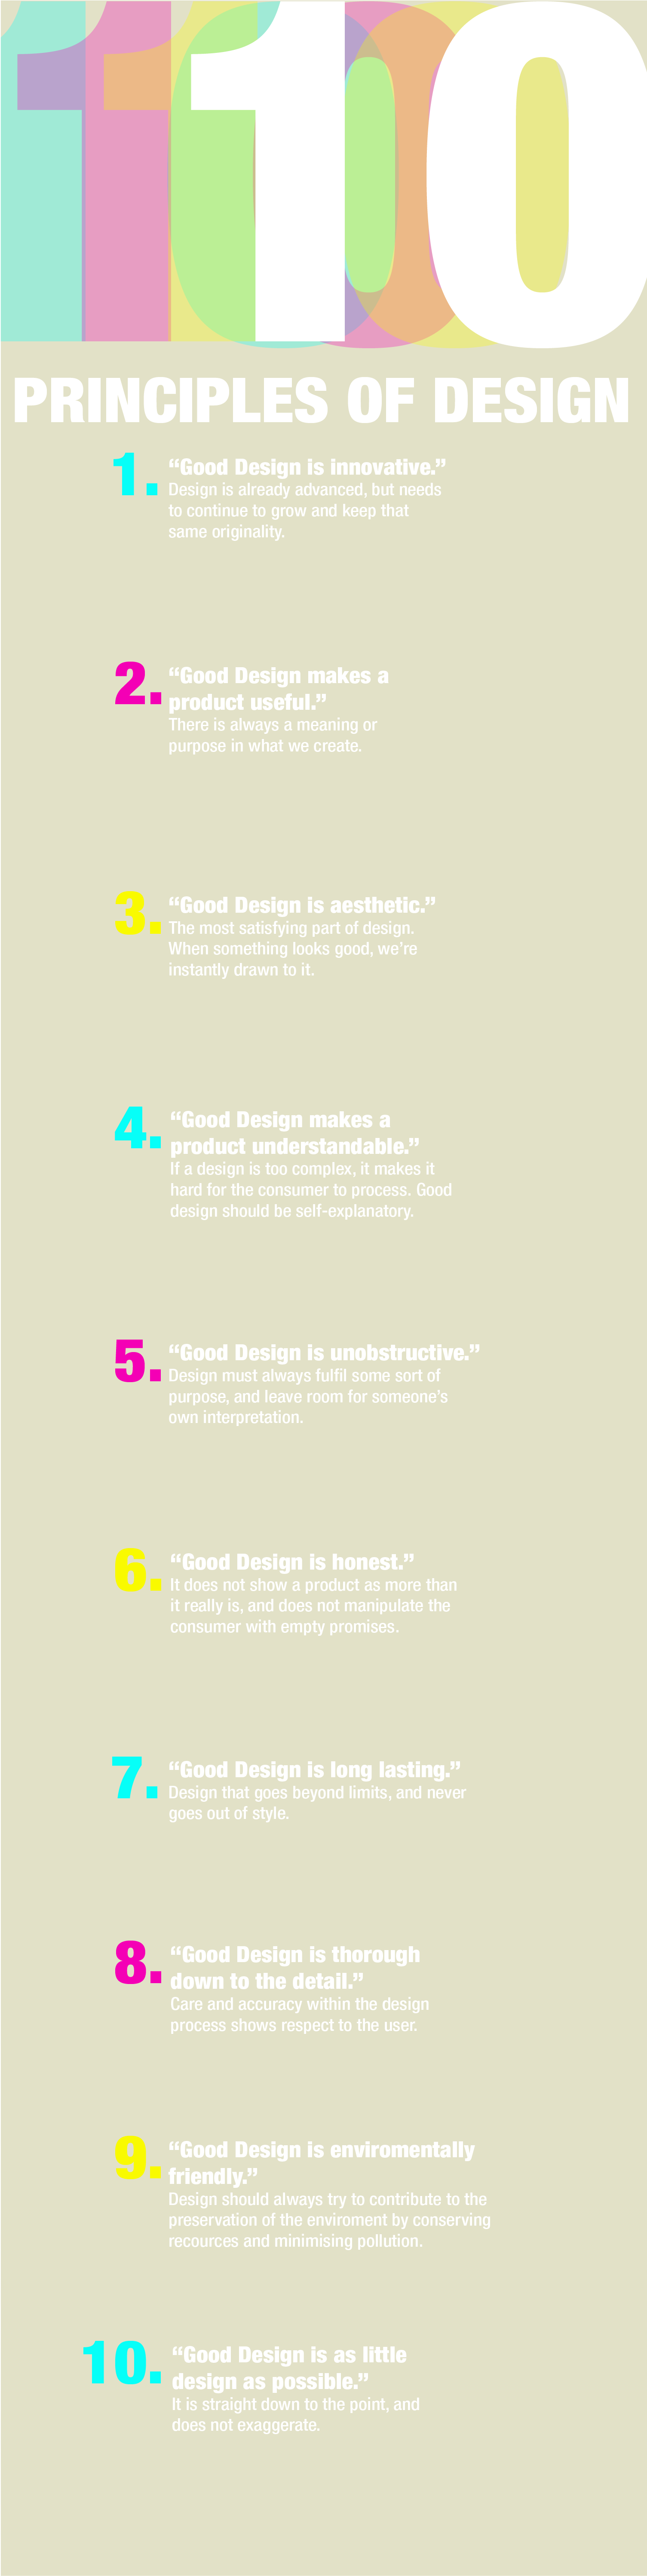 10
PRINCIPLES OF DESIGN
1. “Good Design is innovative.”
Design is already advanced, but needs
to continue to grow and keep that
same originality.
2. “Good Design makes a
product useful.”
There is always a meaning or
purpose in what we create.
3. “Good Design is aesthetic.”
The most satisfying part of design.
When something looks good, we’re
instantly drawn to it.
4. “Good Design makes a
product understandable.”
If a design is too complex, it makes it
hard for the consumer to process. Good
design should be self-explanatory.
5. “Good Design is unobstructive.”
Design must always fulfil some sort of
purpose, and leave room for someone’s
own interpretation.
6. “Good Design is honest.”
It does not show a product as more than
it really is, and does not manipulate the
consumer with empty promises.
7. “Good Design is long lasting.”
Design that goes beyond limits, and never
goes out of style.
8. “Good Design is thorough
down to the detail.”
Care and accuracy within the design
process shows respect to the user.
9. “Good Design is enviromentally
friendly.”
Design should always try to contribute to the
preservation of the enviroment by conserving
recources and minimising pollution.
10. “Good Design is as little
design as possible.”
It is straight down to the point, and
does not exaggerate.